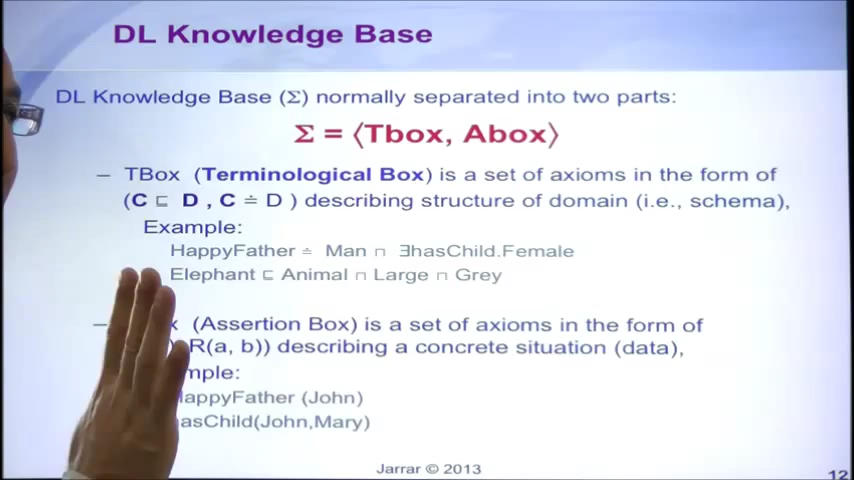 DL Knowledge Base
DL Knowledge Base (Σ) normally separated into two parts:
Σ = ⟨Tbox, Abox⟩
– TBox (Terminological Box) is a set of axioms in the form of
(C ⊑ D , C ≐ D ) describing structure of domain (i.e., schema),
Example:
HappyFather ≐ Man ⊓ ∃hasChild.Female
Elephant ⊑ Animal ⊓ Large ⊓ Grey
– (Assertion Box) is a set of axioms in the form of
R(a, b)) describing a concrete situation (data),
HappyFather (John)
(John,Mary)
Jarrar © 2013
12